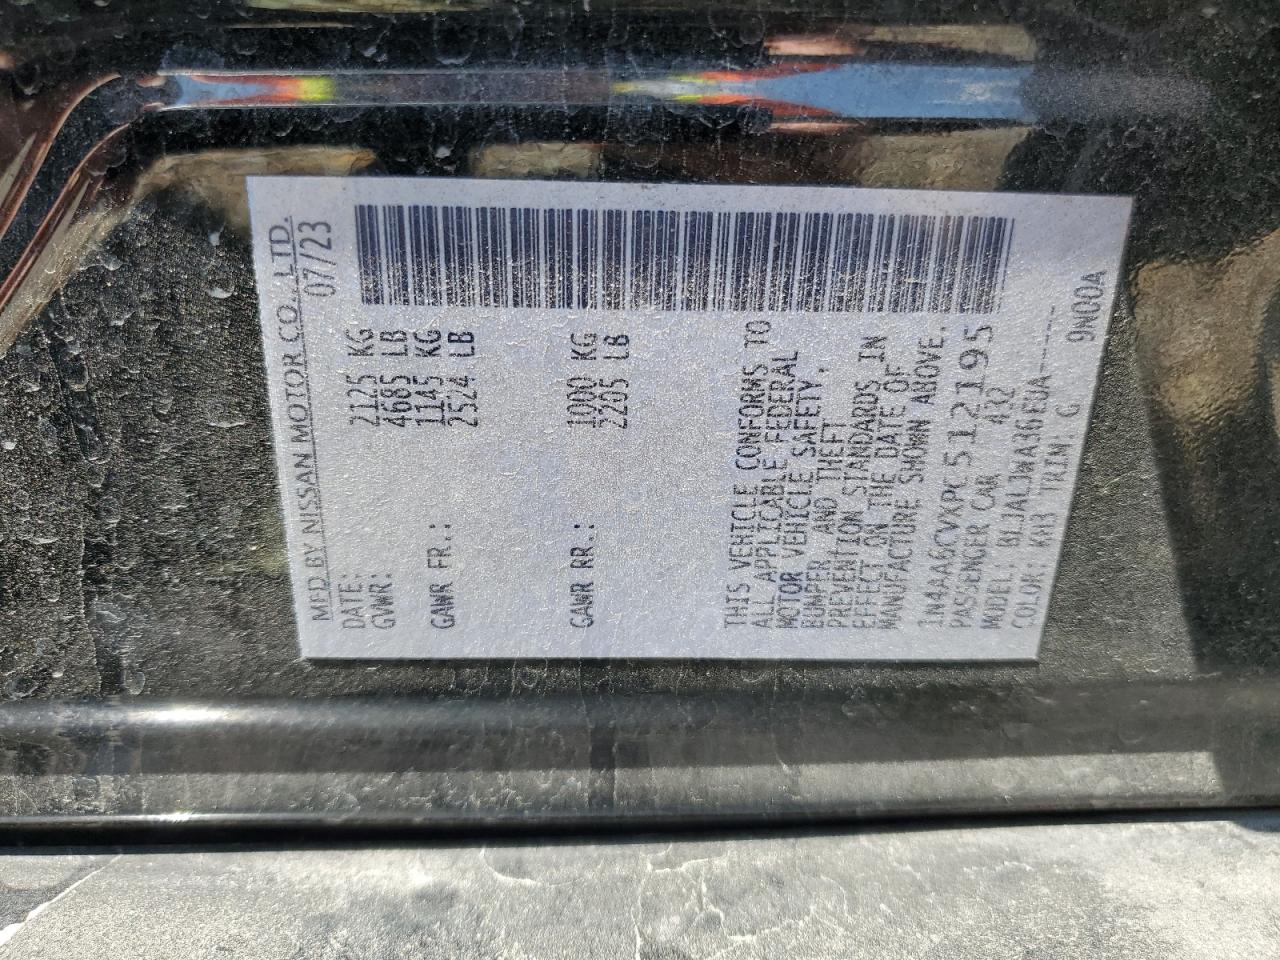 MF'D BY NISSAN MOTOR CO., LTD.
DATE: 07/23
GVWR: 2125 KG
4685 LB
GAWR FR.: 1145 KG
2524 LB
GAWR RR.: 1000 KG
2205 LB
THIS VEHICLE CONFORMS TO
ALL APPLICABLE FEDERAL
MOTOR VEHICLE SAFETY,
BUMPER AND THEFT
PREVENTION STANDARDS IN
EFFECT ON THE DATE OF
MANUFACTURE SHOWN ABOVE.
1N4AA6CVXPC512195
PASSENGER CAR A32
MODEL: BLJALJWA36EUA-----
COLOR: KH3 TRIM: G 9N00A